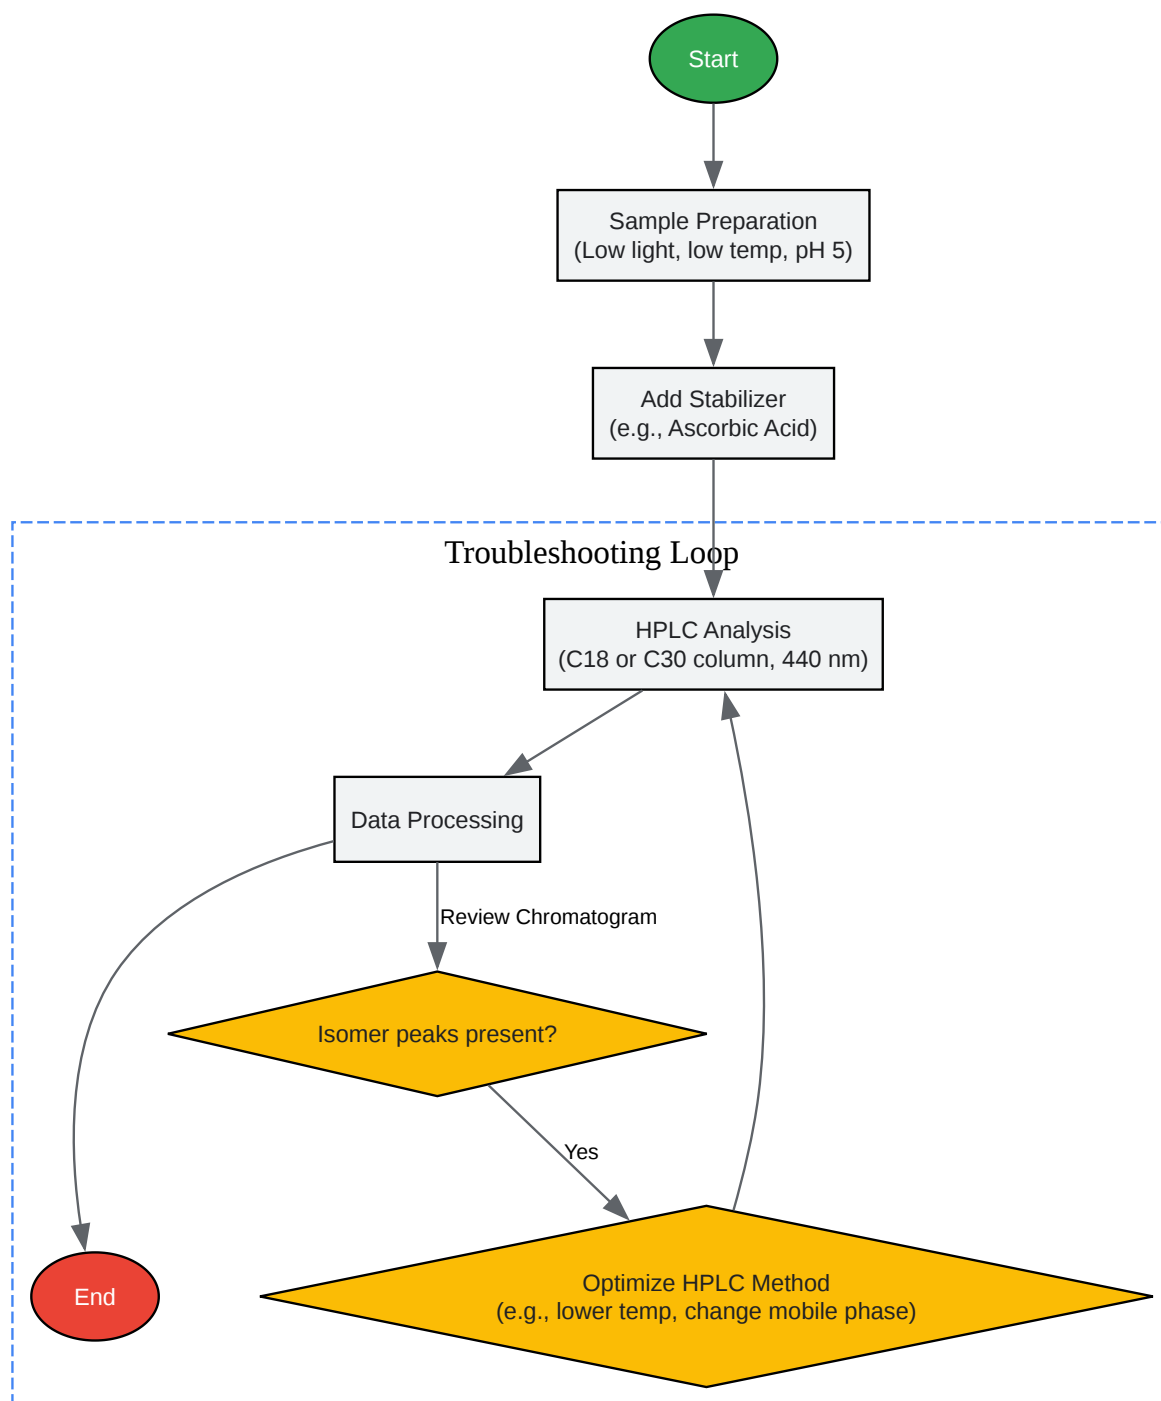 Start
Sample Preparation
(Low light, low temp, pH 5)
Add Stabilizer
(e.g., Ascorbic Acid)
Troubleshooting Loop
HPLC Analysis
(C18 or C30 column, 440 nm)
Data Processing
Review Chromatogram
Isomer peaks present?
Yes
End
Optimize HPLC Method
(e.g., lower temp, change mobile phase)